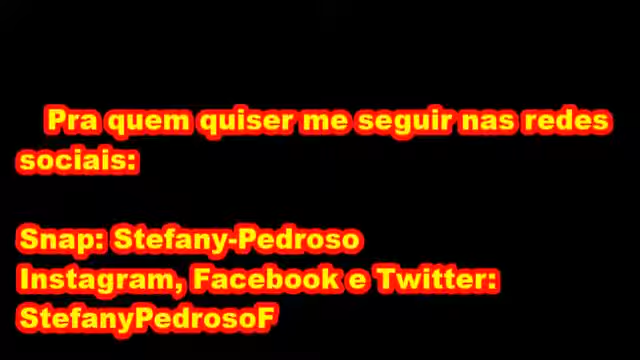 Pra quem quiser me seguir nas redes
sociais:
Snap: Stefany-Pedroso
Instagram, Facebook e Twitter:
StefanyPedrosoF